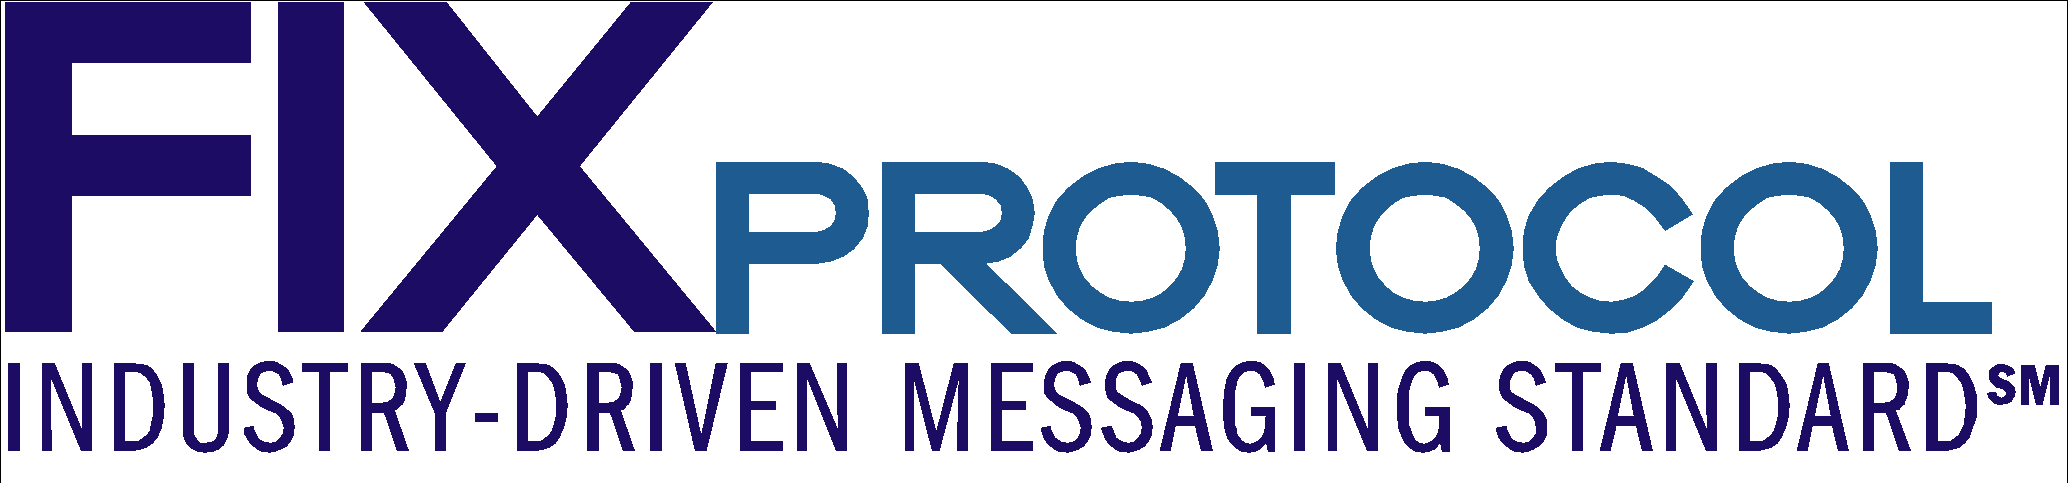 FIX PROTOCOL
INDUSTRY-DRIVEN MESSAGING STANDARD℠